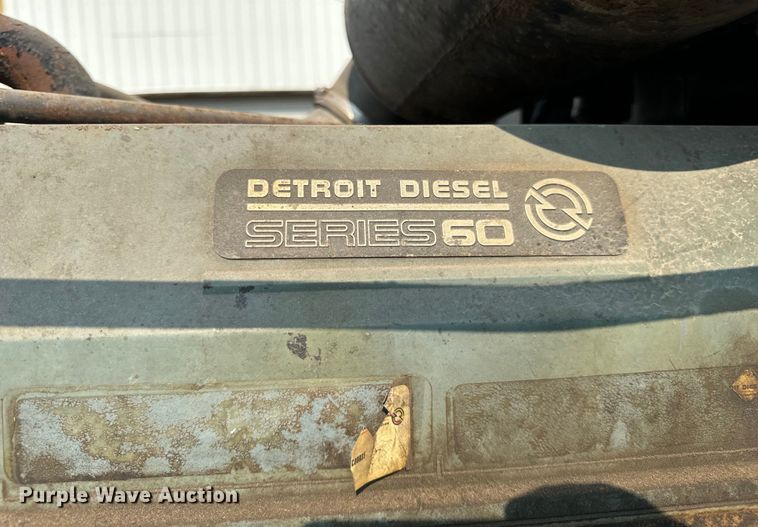 DETROIT DIESEL
SERIES 60
Purple Wave Auction